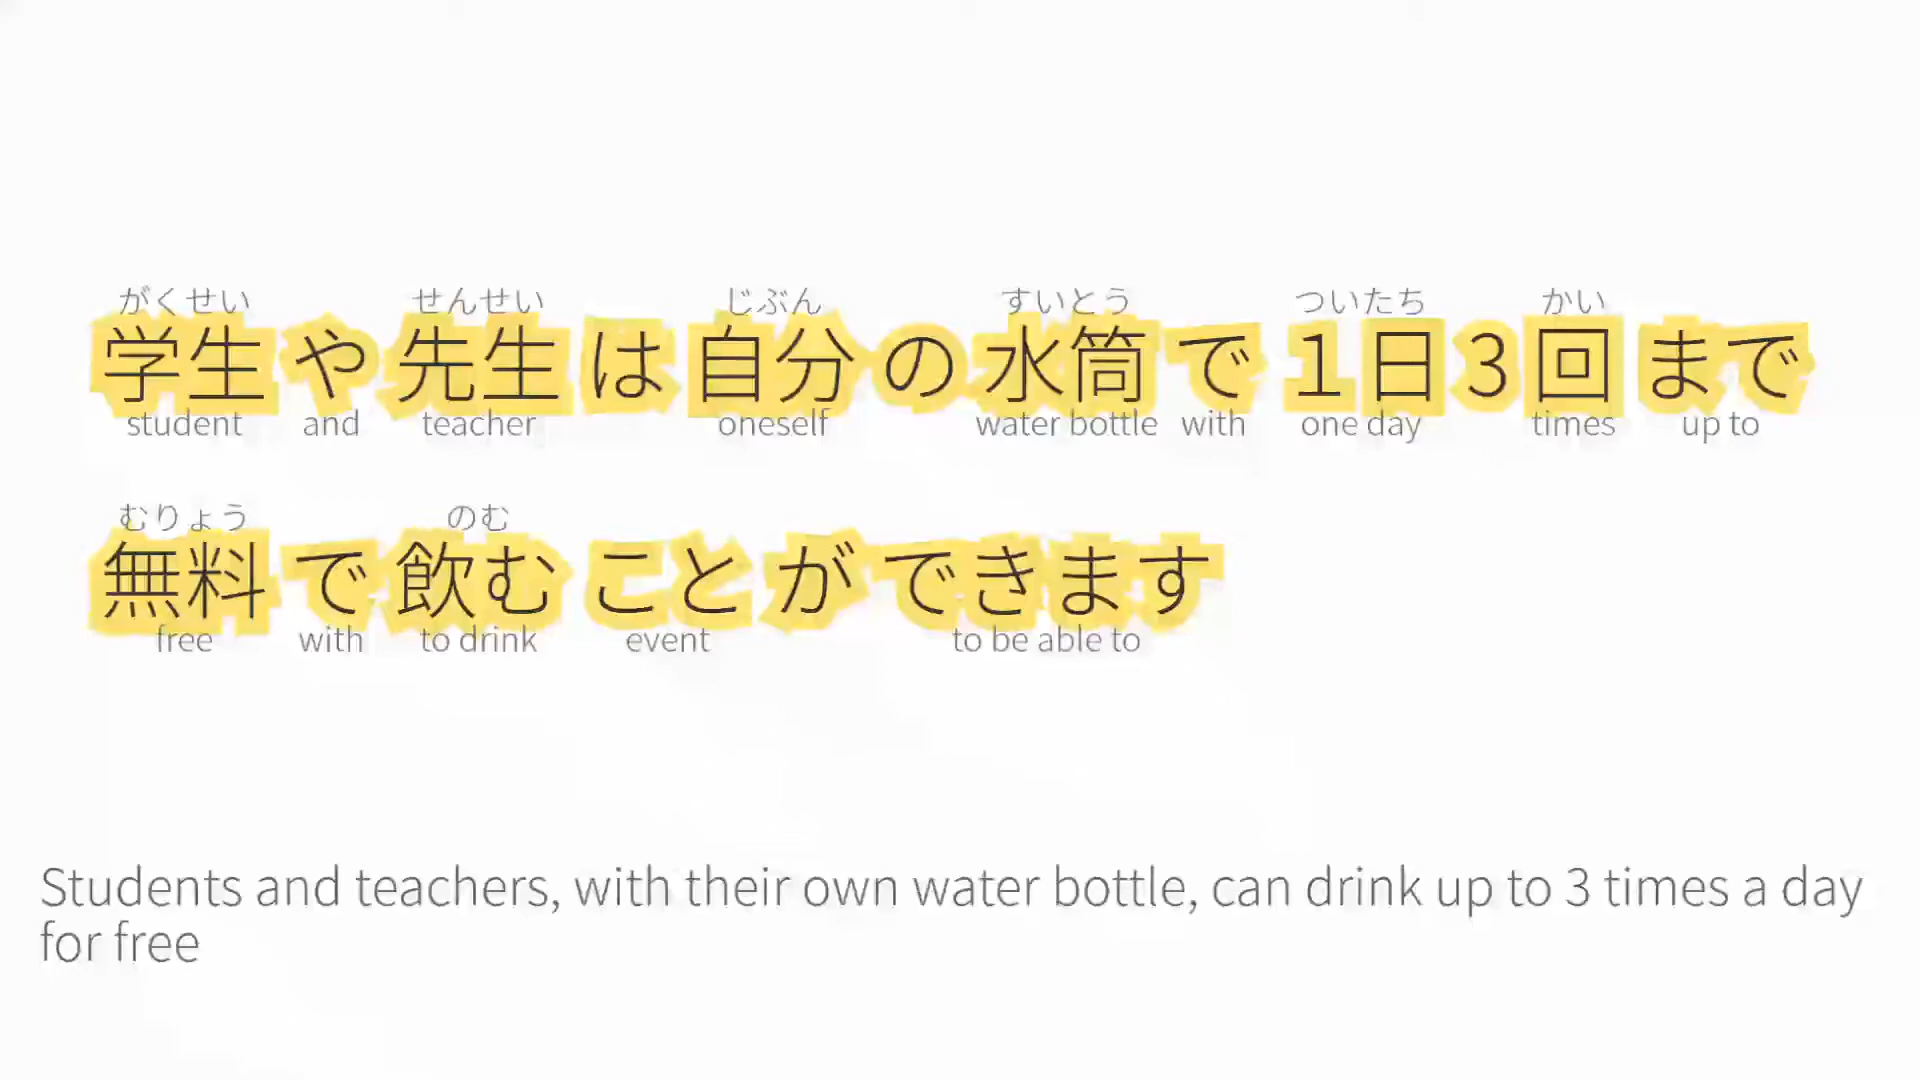 がくせい せんせい じぶん すいとう ついたち かい
学生 や 先生 は 自分 の 水筒 で 1日 3 回 まで
student and teacher oneself water bottle with one day times up to
むりょう のむ
無料 で 飲む こと が できます
free with to drink event to be able to
Students and teachers, with their own water bottle, can drink up to 3 times a day
for free